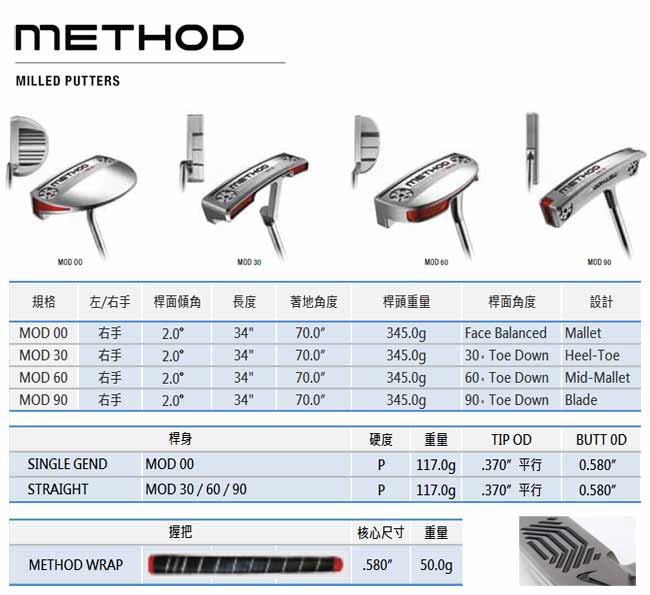 METHOD
MILLED PUTTERS
METHOD METHOD METHOD METHOD
MOD 00 MOD 30 MOD 60 MOD 90
規格 左/右手 桿面傾角 長度 著地角度 桿頭重量 桿面角度 設計
MOD 00 右手 2.0° 34" 70.0" 345.0g Face Balanced Mallet
MOD 30 右手 2.0° 34" 70.0" 345.0g 30。Toe Down Heel-Toe
MOD 60 右手 2.0° 34" 70.0" 345.0g 60。Toe Down Mid-Mallet
MOD 90 右手 2.0° 34" 70.0" 345.0g 90。Toe Down Blade
桿身 硬度 重量 TIP OD BUTT 0D
SINGLE GEND MOD 00 P 117.0g .370" 平行 0.580"
STRAIGHT MOD 30 / 60 / 90 P 117.0g .370" 平行 0.580"
握把 核心尺寸 重量
METHOD WRAP .580" 50.0g